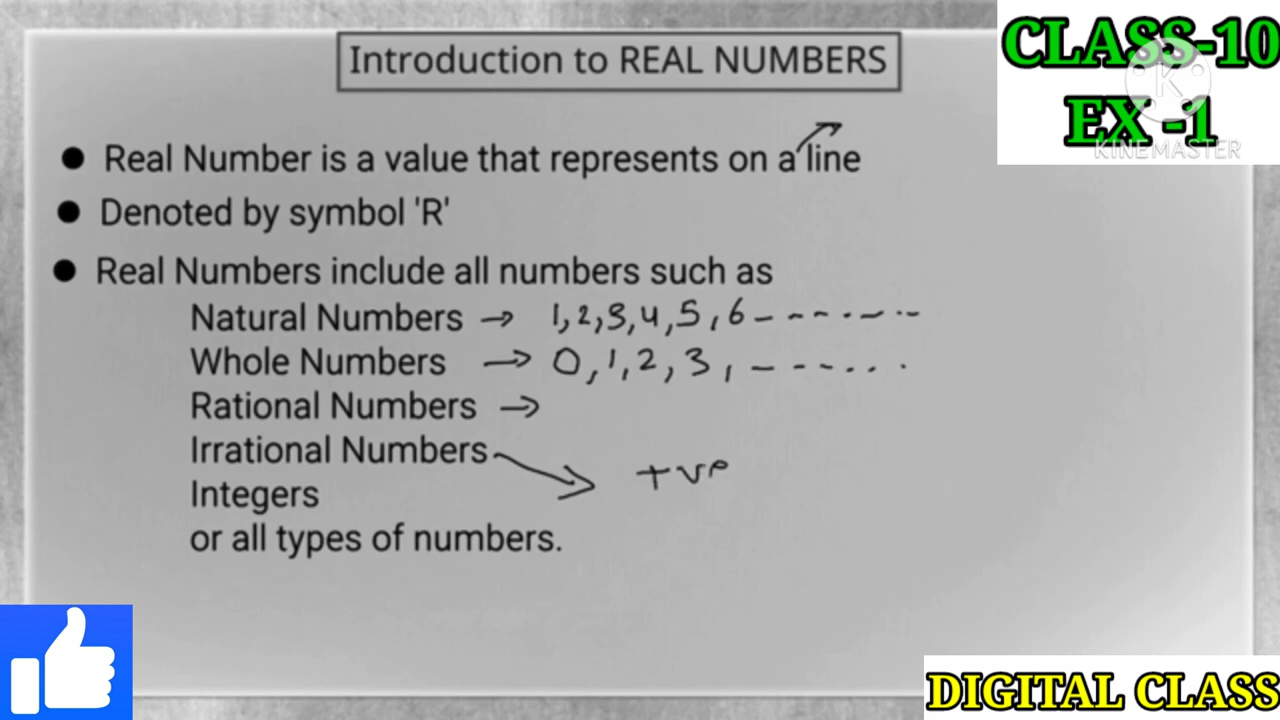 Introduction to REAL NUMBERS
CLASS-10
EX -1
KINEMASTER
● Real Number is a value that represents on a line
● Denoted by symbol 'R'
● Real Numbers include all numbers such as
Natural Numbers → 1,2,3,4,5,6- - - - - - -
Whole Numbers → 0,1,2,3,- - - - . . .
Rational Numbers →
Irrational Numbers → +ve
Integers
or all types of numbers.
DIGITAL CLASS